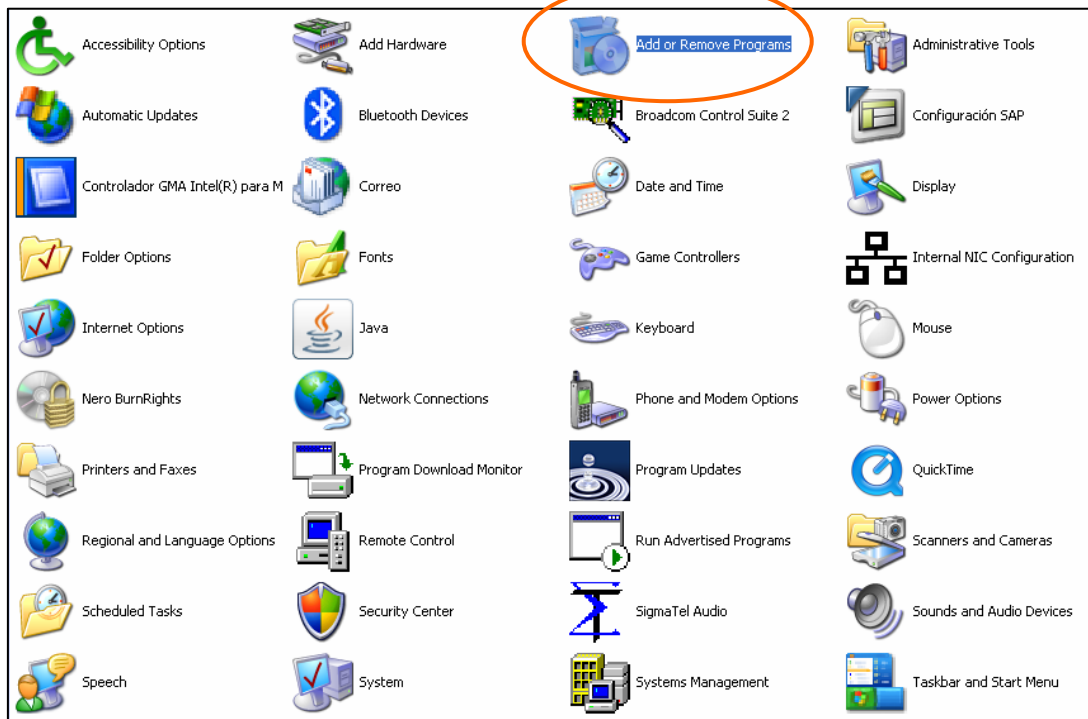 Accessibility Options
Add Hardware
Add or Remove Programs
Administrative Tools
Automatic Updates
Bluetooth Devices
Broadcom Control Suite 2
Configuración SAP
Controlador GMA Intel(R) para M
Correo
Date and Time
Display
Folder Options
Fonts
Game Controllers
Internal NIC Configuration
Internet Options
Java
Keyboard
Mouse
Nero BurnRights
Network Connections
Phone and Modem Options
Power Options
Printers and Faxes
Program Download Monitor
Program Updates
QuickTime
Regional and Language Options
Remote Control
Run Advertised Programs
Scanners and Cameras
Scheduled Tasks
Security Center
SigmaTel Audio
Sounds and Audio Devices
Speech
System
Systems Management
Taskbar and Start Menu